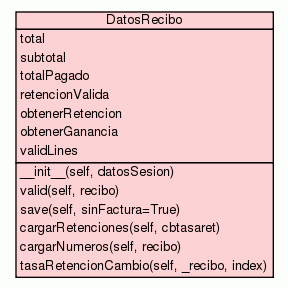 DatosRecibo
total
subtotal
totalPagado
retencionValida
obtenerRetencion
obtenerGanancia
validLines
__init__(self, datosSesion)
valid(self, recibo)
save(self, sinFactura=True)
cargarRetenciones(self, cbtasaret)
cargarNumeros(self, recibo)
tasaRetencionCambio(self, _recibo, index)